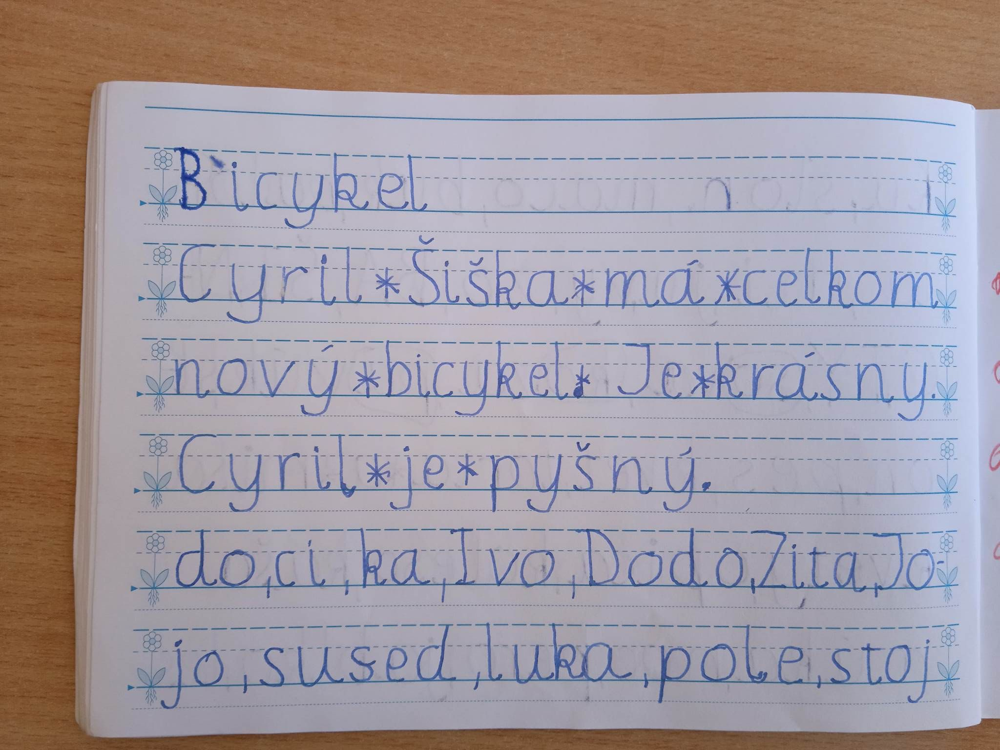 Bicykel
Cyril*Šiška*má*celkom
nový*bicykel.* Je*krásny.
Cyril*je*pyšný.
do,ci,ka,Ivo,Dodo,Zita,Jo-
jo,sused,luka,pole,stoj